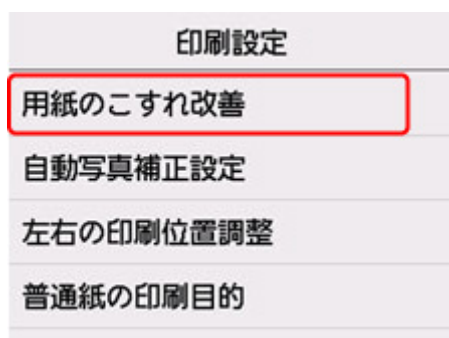 印刷設定
用紙のこすれ改善
自動写真補正設定
左右の印刷位置調整
普通紙の印刷目的